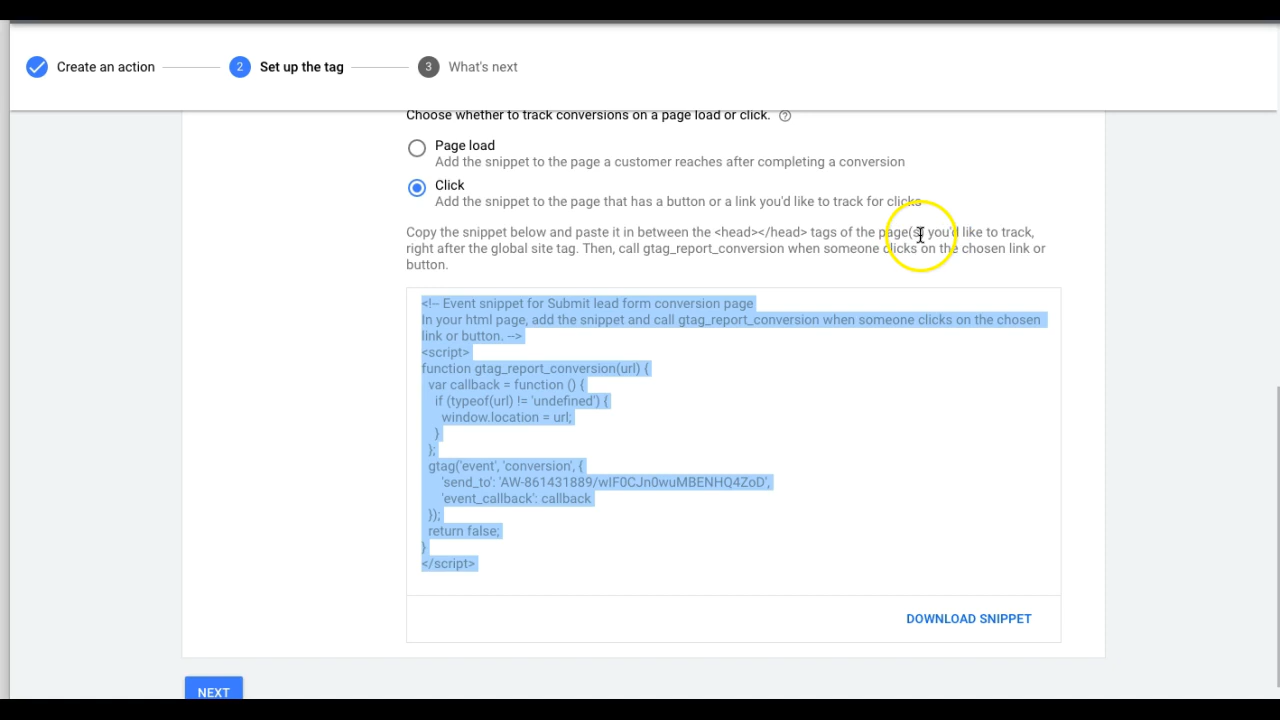 Create an action
2 Set up the tag
3 What's next
Choose whether to track conversions on a page load or click. ?
Page load
Add the snippet to the page a customer reaches after completing a conversion
Click
Add the snippet to the page that has a button or a link you'd like to track for clicks
Copy the snippet below and paste it in between the <head></head> tags of the page(s) you'd like to track,
right after the global site tag. Then, call gtag_report_conversion when someone clicks on the chosen link or
button.
<!-- Event snippet for Submit lead form conversion page
In your html page, add the snippet and call gtag_report_conversion when someone clicks on the chosen
link or button. -->
<script>
function gtag_report_conversion(url) {
  var callback = function () {
    if (typeof(url) != 'undefined') {
      window.location = url;
    }
  };
  gtag('event', 'conversion', {
      'send_to': 'AW-861431889/wIF0CJn0wuMBENHQ4ZoD',
      'event_callback': callback
  });
  return false;
}
</script>
DOWNLOAD SNIPPET
NEXT